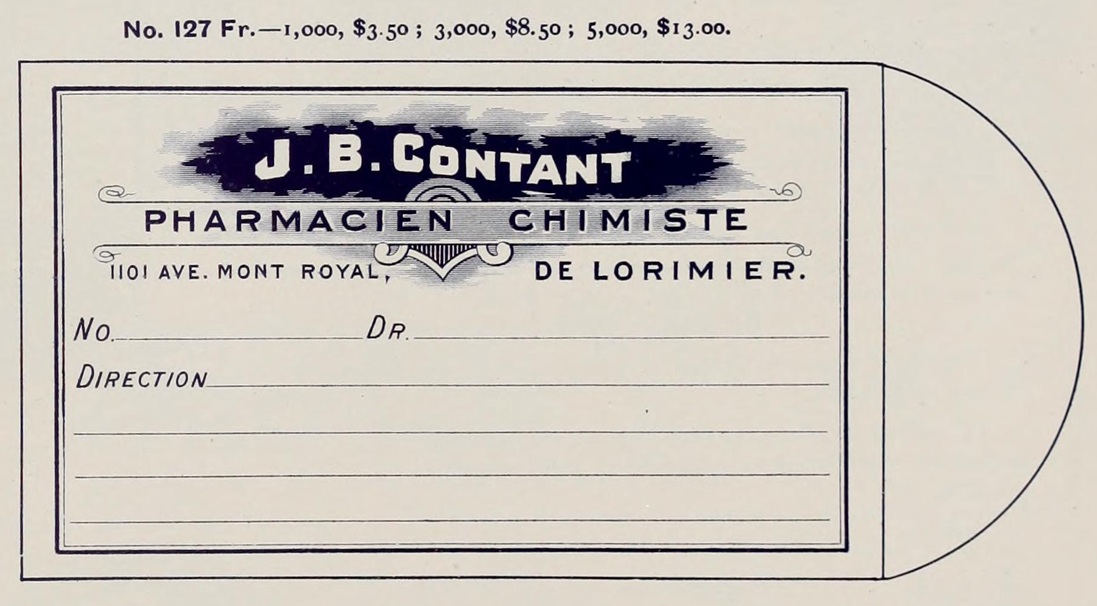 No. 127 Fr.—1,000, $3.50; 3,000, $8.50; 5,000, $13.00.
J. B. CONTANT
PHARMACIEN CHIMISTE
1101 AVE. MONT ROYAL, DE LORIMIER.
No. DR.
DIRECTION